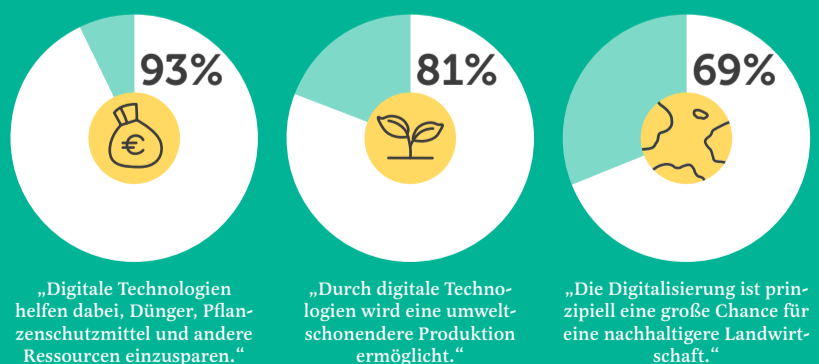 93%
81%
69%
„Digitale Technologien
helfen dabei, Dünger, Pflan-
zenschutzmittel und andere
Ressourcen einzusparen.“
„Durch digitale Techno-
logien wird eine umwelt-
schonendere Produktion
ermöglicht.“
„Die Digitalisierung ist prin-
zipiell eine große Chance für
eine nachhaltigere Landwirt-
schaft.“